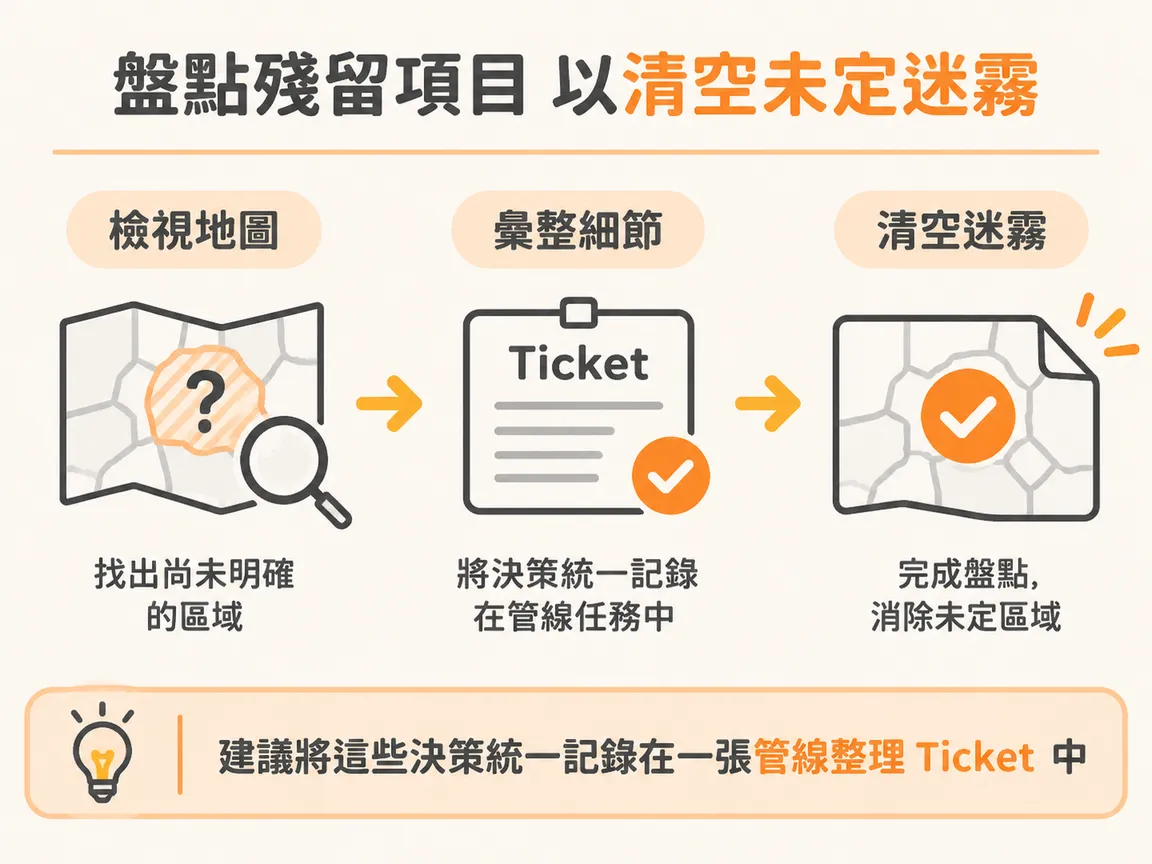 盤點殘留項目 以清空未定迷霧
檢視地圖
彙整細節
清空迷霧
?
Ticket
找出尚未明確
的區域
將決策統一記錄
在管線任務中
完成盤點,
消除未定區域
建議將這些決策統一記錄在一張管線整理 Ticket 中